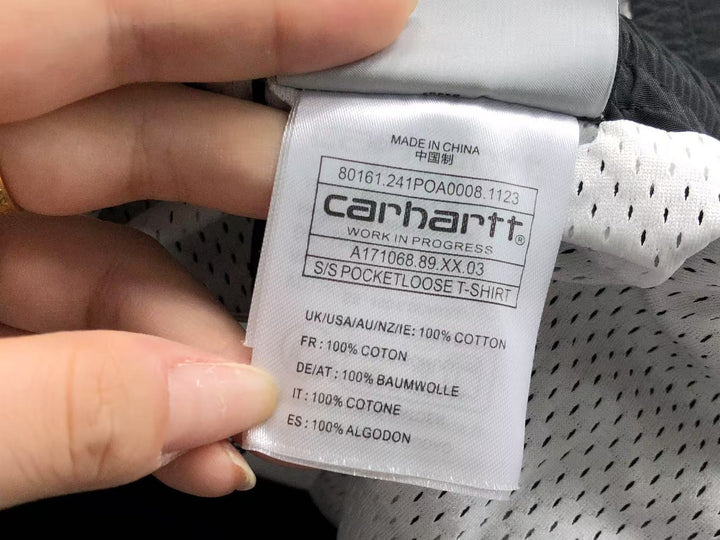 MADE IN CHINA
中国制
80161.241POA0008.1123
carhartt®
WORK IN PROGRESS
A171068.89.XX.03
S/S POCKETLOOSE T-SHIRT
UK/USA/AU/NZ/IE: 100% COTTON
FR : 100% COTON
DE/AT : 100% BAUMWOLLE
IT : 100% COTONE
ES : 100% ALGODON